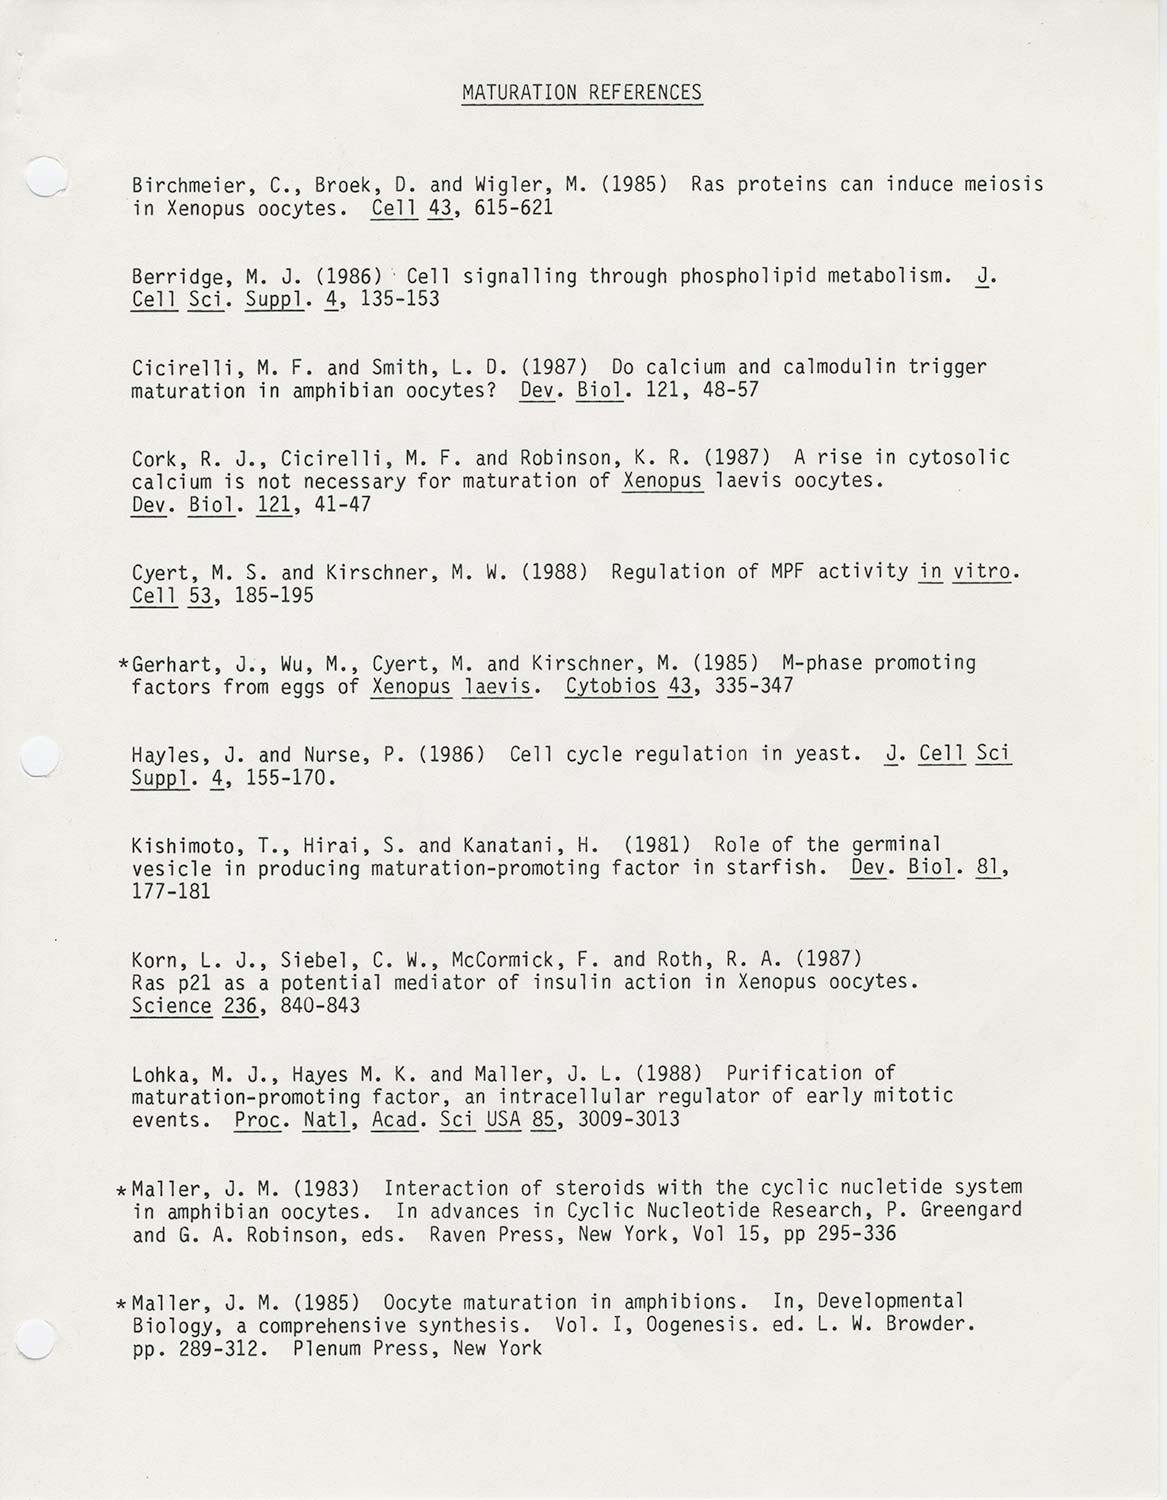 MATURATION REFERENCES
Birchmeier, C., Broek, D. and Wigler, M. (1985) Ras proteins can induce meiosis
in Xenopus oocytes. Cell 43, 615-621
Berridge, M. J. (1986) Cell signalling through phospholipid metabolism. J.
Cell Sci. Suppl. 4, 135-153
Cicirelli, M. F. and Smith, L. D. (1987) Do calcium and calmodulin trigger
maturation in amphibian oocytes? Dev. Biol. 121, 48-57
Cork, R. J., Cicirelli, M. F. and Robinson, K. R. (1987) A rise in cytosolic
calcium is not necessary for maturation of Xenopus laevis oocytes.
Dev. Biol. 121, 41-47
Cyert, M. S. and Kirschner, M. W. (1988) Regulation of MPF activity in vitro.
Cell 53, 185-195
*Gerhart, J., Wu, M., Cyert, M. and Kirschner, M. (1985) M-phase promoting
factors from eggs of Xenopus laevis. Cytobios 43, 335-347
Hayles, J. and Nurse, P. (1986) Cell cycle regulation in yeast. J. Cell Sci
Suppl. 4, 155-170.
Kishimoto, T., Hirai, S. and Kanatani, H. (1981) Role of the germinal
vesicle in producing maturation-promoting factor in starfish. Dev. Biol. 81,
177-181
Korn, L. J., Siebel, C. W., McCormick, F. and Roth, R. A. (1987)
Ras p21 as a potential mediator of insulin action in Xenopus oocytes.
Science 236, 840-843
Lohka, M. J., Hayes M. K. and Maller, J. L. (1988) Purification of
maturation-promoting factor, an intracellular regulator of early mitotic
events. Proc. Natl, Acad. Sci USA 85, 3009-3013
*Maller, J. M. (1983) Interaction of steroids with the cyclic nucletide system
in amphibian oocytes. In advances in Cyclic Nucleotide Research, P. Greengard
and G. A. Robinson, eds. Raven Press, New York, Vol 15, pp 295-336
*Maller, J. M. (1985) Oocyte maturation in amphibions. In, Developmental
Biology, a comprehensive synthesis. Vol. I, Oogenesis. ed. L. W. Browder.
pp. 289-312. Plenum Press, New York